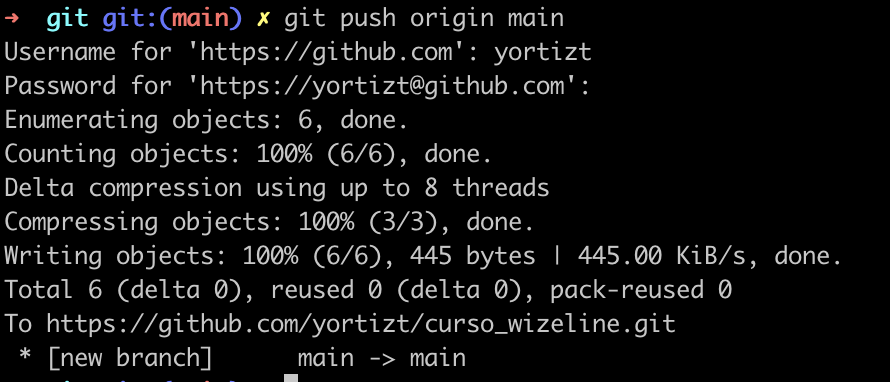 ➜  git git:(main) ✗ git push origin main
Username for 'https://github.com': yortizt
Password for 'https://yortizt@github.com':
Enumerating objects: 6, done.
Counting objects: 100% (6/6), done.
Delta compression using up to 8 threads
Compressing objects: 100% (3/3), done.
Writing objects: 100% (6/6), 445 bytes | 445.00 KiB/s, done.
Total 6 (delta 0), reused 0 (delta 0), pack-reused 0
To https://github.com/yortizt/curso_wizeline.git
 * [new branch]      main -> main